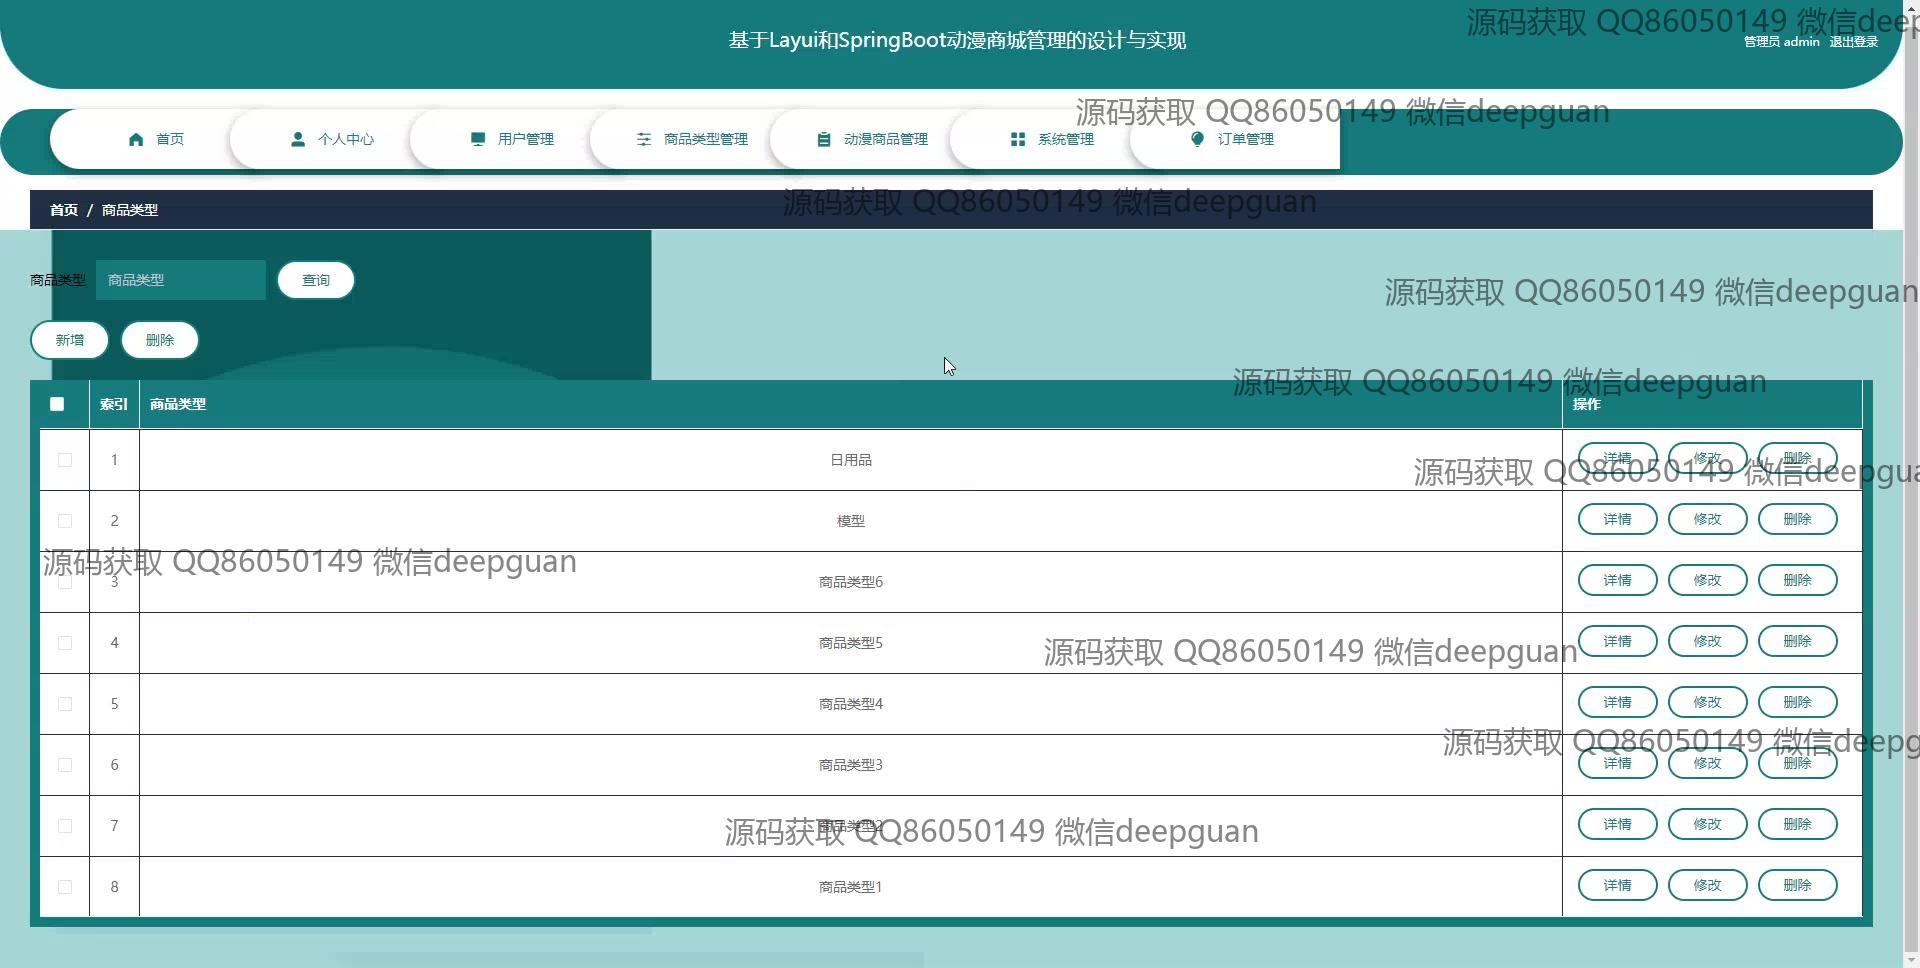 基于Layui和SpringBoot动漫商城管理的设计与实现
源码获取 QQ86050149 微信deep
管理员 admin 退出登录
源码获取 QQ86050149 微信deepguan
首页 个人中心 用户管理 商品类型管理 动漫商品管理 系统管理 订单管理
源码获取 QQ86050149 微信deepguan
首页 / 商品类型
商品类型 商品类型 查询
源码获取 QQ86050149 微信deepguan
新增 删除
源码获取 QQ86050149 微信deepguan
索引 商品类型 操作
1 日用品 详情 修改 删除
源码获取 QQ86050149 微信deepgua
2 模型 详情 修改 删除
源码获取 QQ86050149 微信deepguan
3 商品类型6 详情 修改 删除
4 商品类型5 详情 修改 删除
源码获取 QQ86050149 微信deepguan
5 商品类型4 详情 修改 删除
源码获取 QQ86050149 微信deepg
6 商品类型3 详情 修改 删除
7 商品类型2 详情 修改 删除
源码获取 QQ86050149 微信deepguan
8 商品类型1 详情 修改 删除